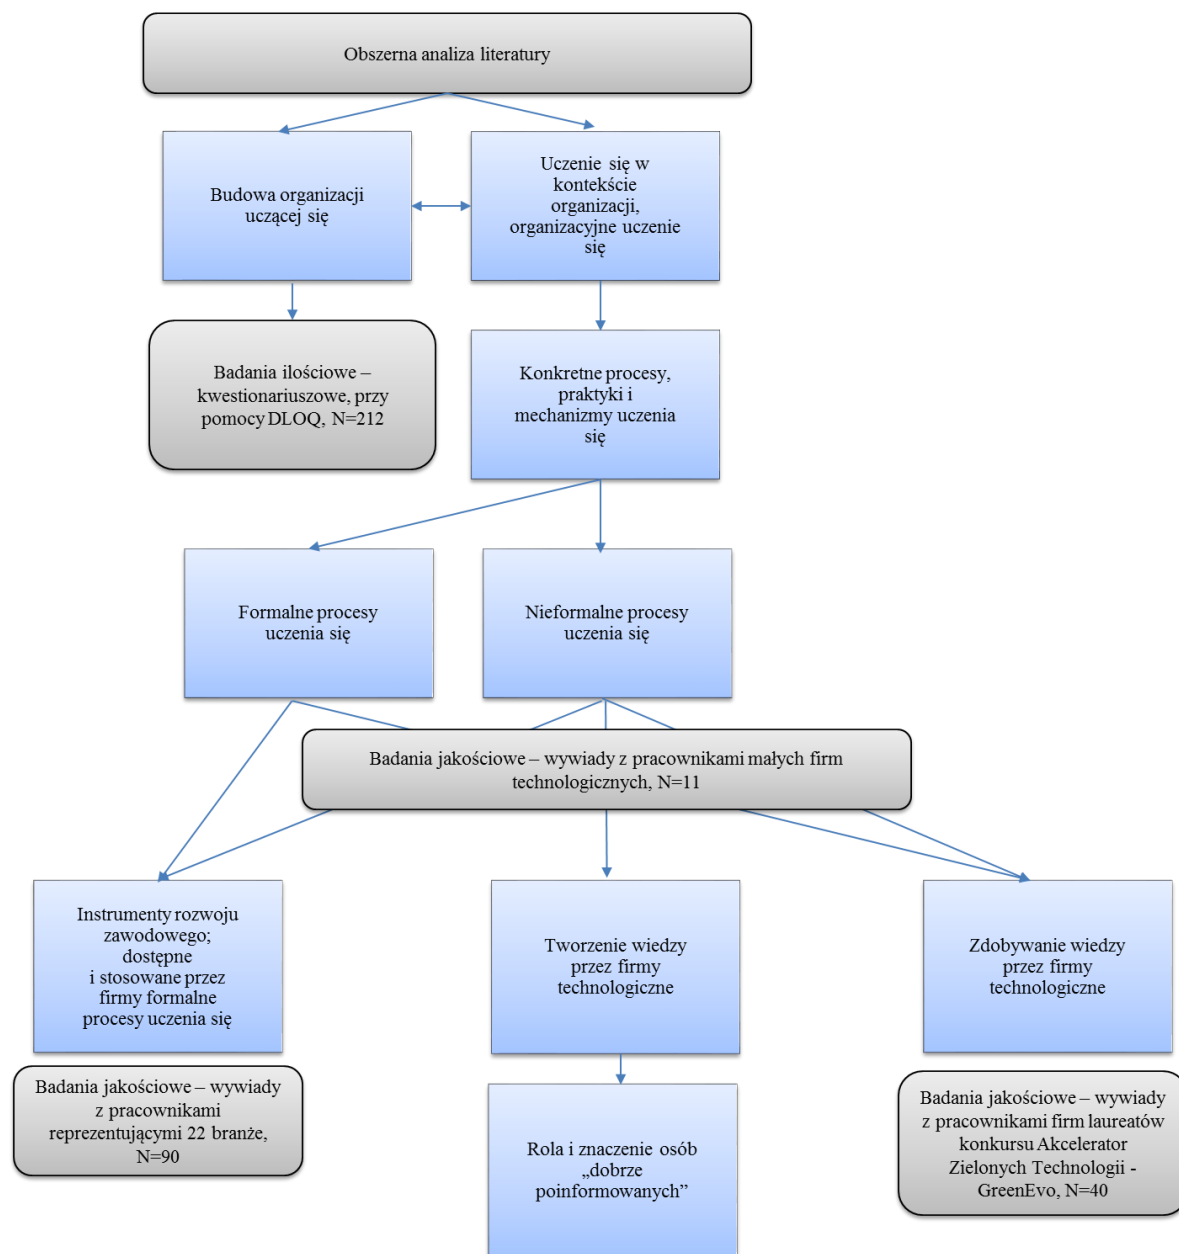 Obszerna analiza literatury
Budowa organizacji
uczącej się
Uczenie się w
kontekście
organizacji,
organizacyjne uczenie
się
Badania ilościowe –
kwestionariuszowe, przy
pomocy DLOQ, N=212
Konkretne procesy,
praktyki i
mechanizmy uczenia
się
Formalne procesy
uczenia się
Nieformalne procesy
uczenia się
Badania jakościowe – wywiady z pracownikami małych firm
technologicznych, N=11
Instrumenty rozwoju
zawodowego;
dostępne
i stosowane przez
firmy formalne
procesy uczenia się
Tworzenie wiedzy
przez firmy
technologiczne
Zdobywanie wiedzy
przez firmy
technologiczne
Badania jakościowe – wywiady
z pracownikami
reprezentującymi 22 branże,
N=90
Rola i znaczenie osób
„dobrze
poinformowanych”
Badania jakościowe – wywiady
z pracownikami firm laureatów
konkursu Akcelerator
Zielonych Technologii -
GreenEvo, N=40